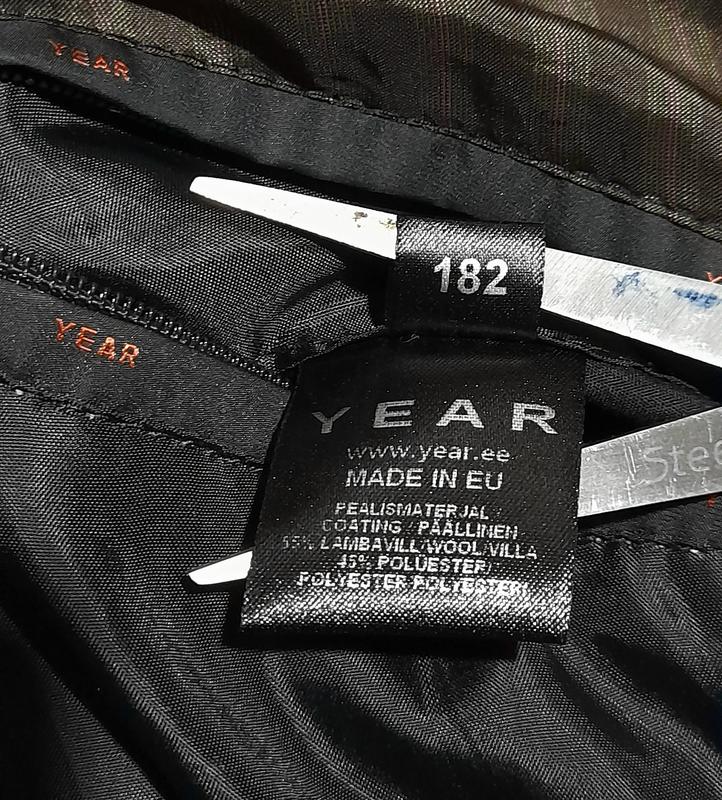 YEAR
182
YEAR
YEAR
www.year.ee
MADE IN EU
Stee
PEALISMATERJAL /
COATING / PÄÄLLINEN
55% LAMBAVILL/WOOL/VILLA
45% POLÜESTER/
POLYESTER POLYESTERI